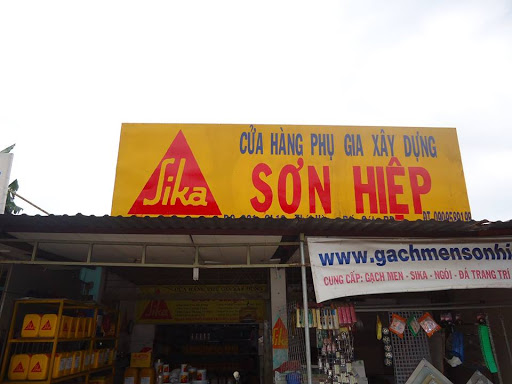 CỬA HÀNG PHỤ GIA XÂY DỰNG
Sika
SƠN HIỆP
www.gachmensonhi
CUNG CẤP: GẠCH MEN - SIKA - NGÓI - ĐÁ TRANG TRÍ
Sika